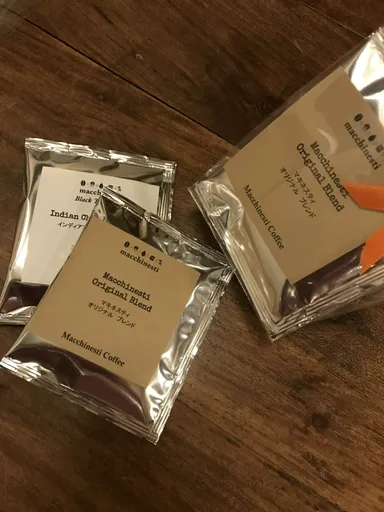 macchinesti
Black
Indian
インディア
macchinesti
Macchinesti
Original Blend
マキネスティ
オリジナル ブレンド
Macchinesti Coffee
macchinesti
Macchinesti
Original Blend
マキネスティ
オリジナル ブレンド
Macchinesti Coffee